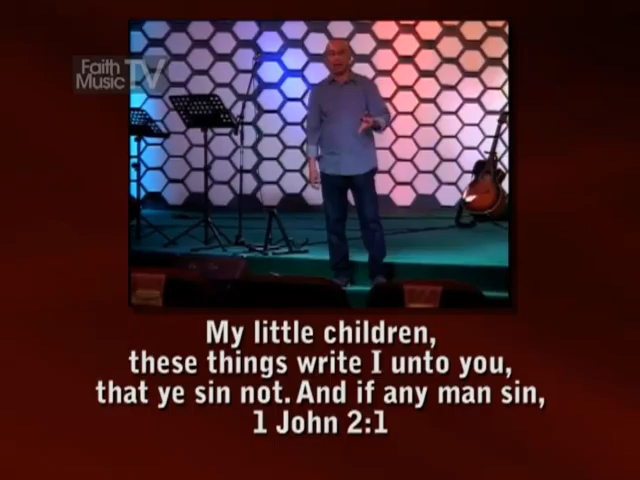 Faith
Music TV
My little children,
these things write I unto you,
that ye sin not. And if any man sin,
1 John 2:1